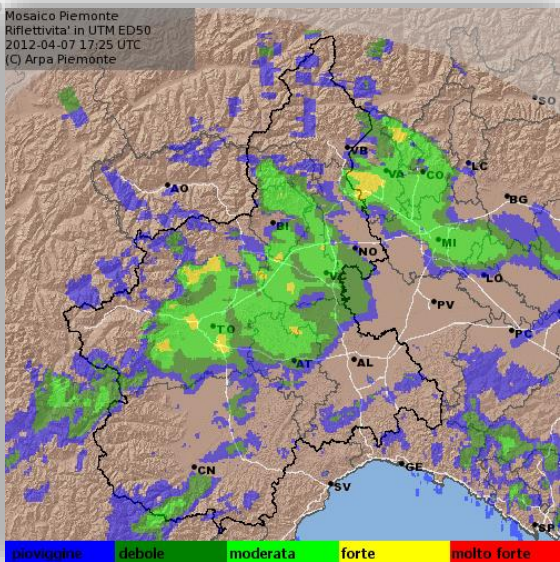 Mosaico Piemonte
Riflettivita' in UTM ED50
2012-04-07 17:25 UTC
(C) Arpa Piemonte
SO
VB
LC
VA
CO
AO
BG
BI
MI
NO
VC
LO
PV
TO
PC
AT
AL
CN
GE
SV
SP
pioviggine debole moderata forte molto forte